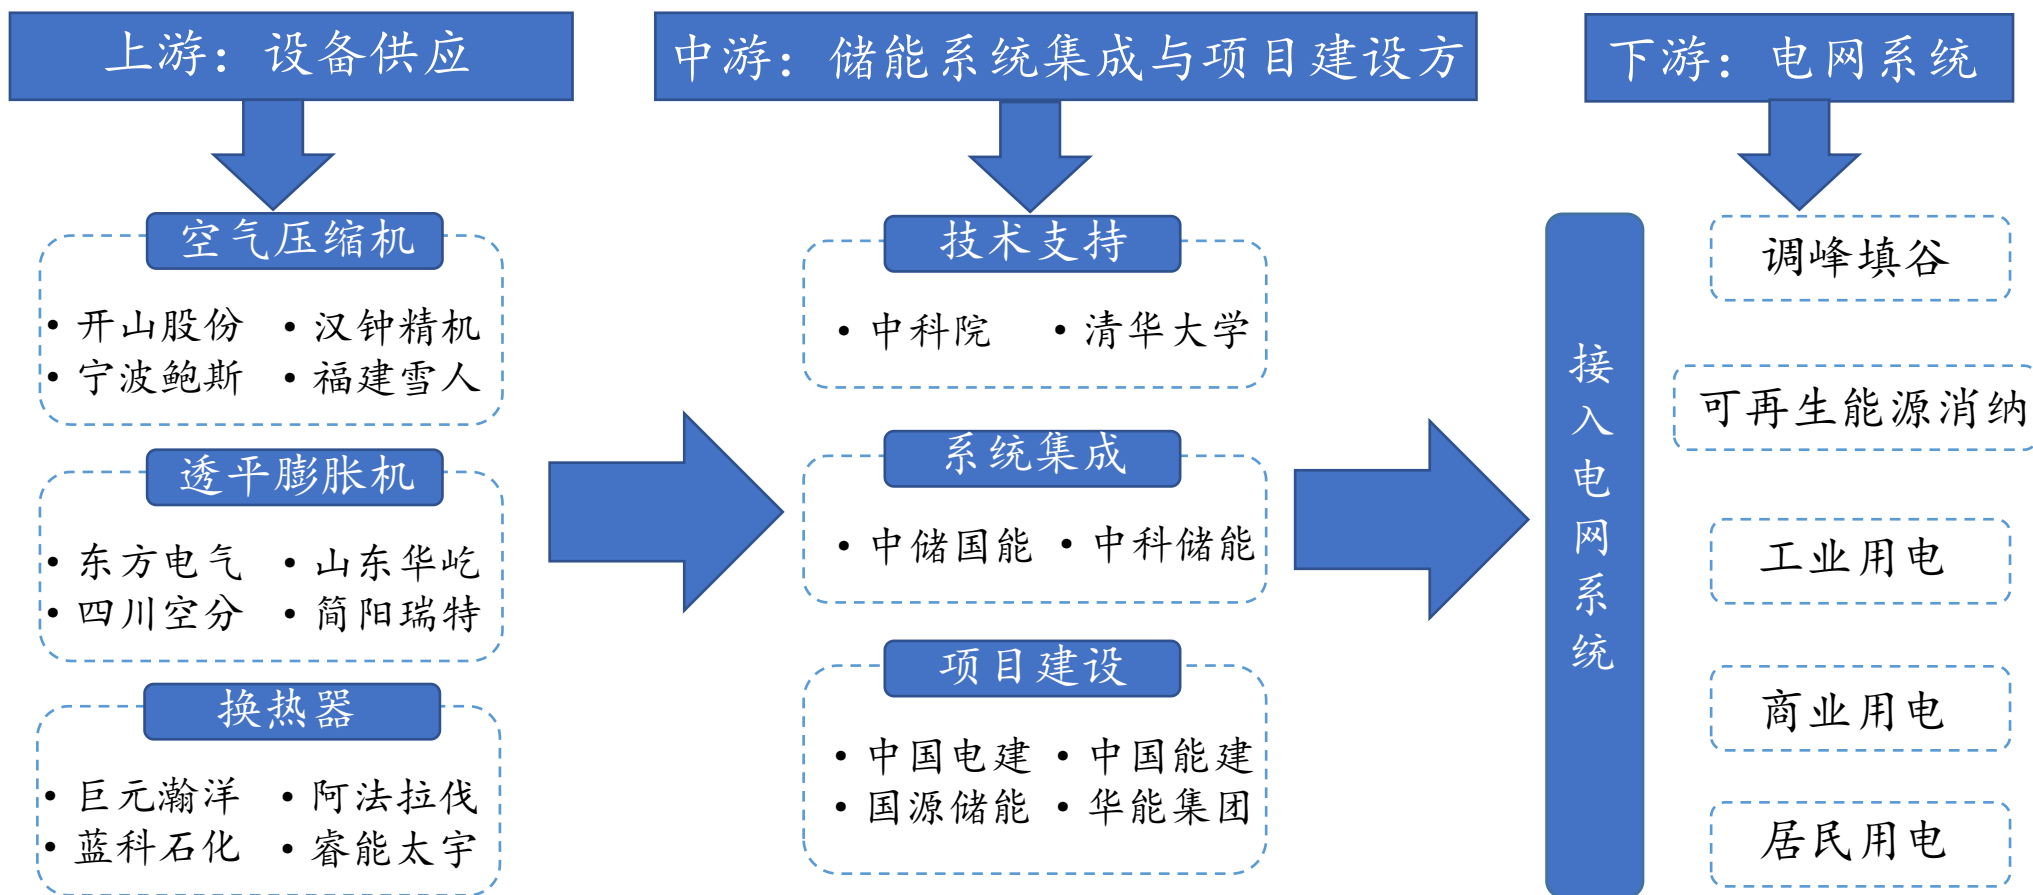 上游：设备供应
中游：储能系统集成与项目建设方
下游：电网系统
空气压缩机
• 开山股份 • 汉钟精机
• 宁波鲍斯 • 福建雪人
透平膨胀机
• 东方电气 • 山东华屹
• 四川空分 • 简阳瑞特
换热器
• 巨元瀚洋 • 阿法拉伐
• 蓝科石化 • 睿能太宇
技术支持
• 中科院 • 清华大学
系统集成
• 中储国能 • 中科储能
项目建设
• 中国电建 • 中国能建
• 国源储能 • 华能集团
接入电网系统
调峰填谷
可再生能源消纳
工业用电
商业用电
居民用电